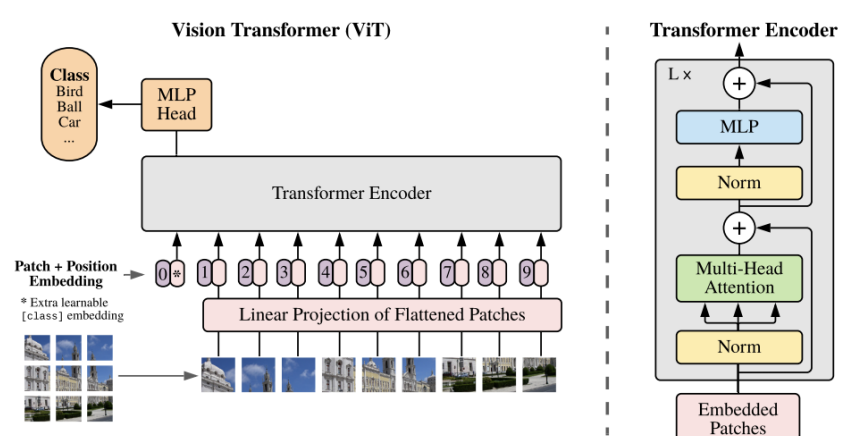 Vision Transformer (ViT)
Class
Bird
Ball
Car
...
MLP
Head
Transformer Encoder
Patch + Position
Embedding
0 * 1 2 3 4 5 6 7 8 9
* Extra learnable
[class] embedding
Linear Projection of Flattened Patches
Transformer Encoder
L x
+
MLP
Norm
+
Multi-Head
Attention
Norm
Embedded
Patches